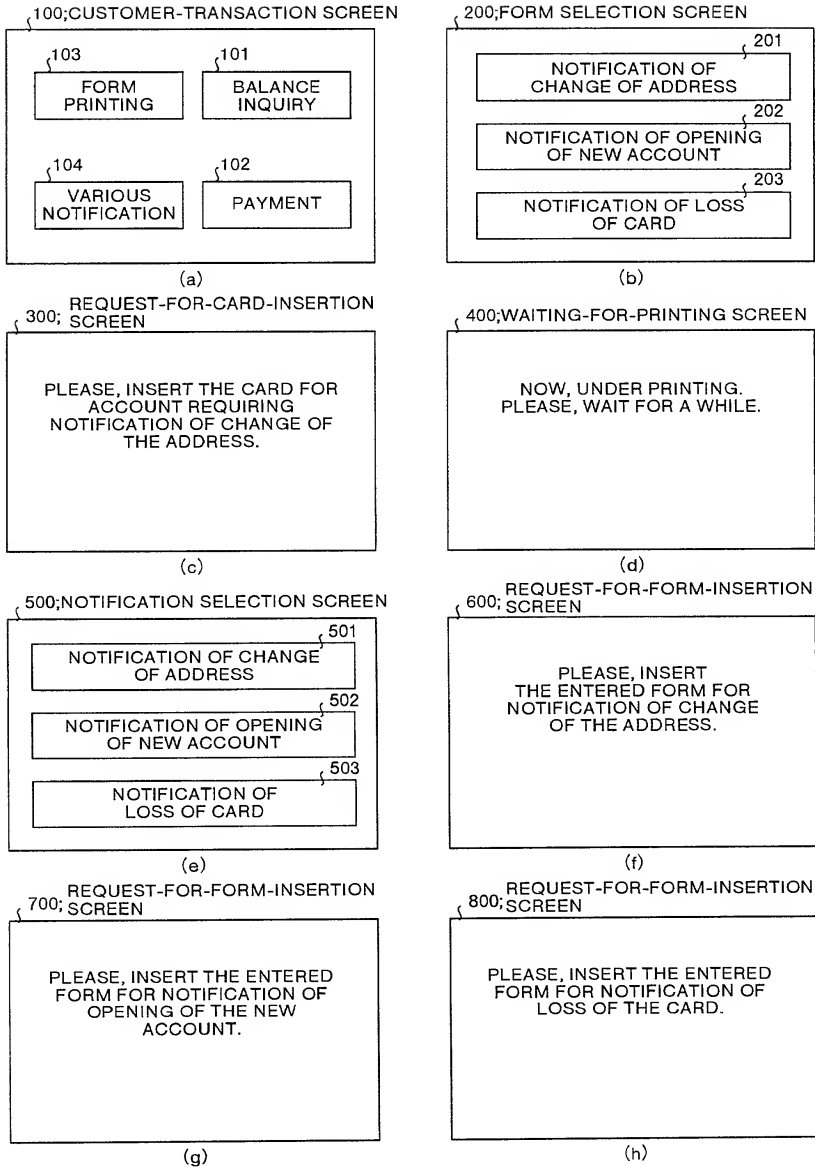 100;CUSTOMER-TRANSACTION SCREEN
103
FORM
PRINTING
101
BALANCE
INQUIRY
104
VARIOUS
NOTIFICATION
102
PAYMENT
(a)
200;FORM SELECTION SCREEN
201
NOTIFICATION OF
CHANGE OF ADDRESS
202
NOTIFICATION OF OPENING
OF NEW ACCOUNT
203
NOTIFICATION OF LOSS
OF CARD
(b)
300; REQUEST-FOR-CARD-INSERTION
SCREEN
PLEASE, INSERT THE CARD FOR
ACCOUNT REQUIRING
NOTIFICATION OF CHANGE OF
THE ADDRESS.
(c)
400;WAITING-FOR-PRINTING SCREEN
NOW, UNDER PRINTING.
PLEASE, WAIT FOR A WHILE.
(d)
500;NOTIFICATION SELECTION SCREEN
501
NOTIFICATION OF CHANGE
OF ADDRESS
502
NOTIFICATION OF OPENING
OF NEW ACCOUNT
503
NOTIFICATION OF
LOSS OF CARD
(e)
600; REQUEST-FOR-FORM-INSERTION
SCREEN
PLEASE, INSERT
THE ENTERED FORM FOR
NOTIFICATION OF CHANGE
OF THE ADDRESS.
(f)
700; REQUEST-FOR-FORM-INSERTION
SCREEN
PLEASE, INSERT THE ENTERED
FORM FOR NOTIFICATION OF
OPENING OF THE NEW
ACCOUNT.
(g)
800; REQUEST-FOR-FORM-INSERTION
SCREEN
PLEASE, INSERT THE ENTERED
FORM FOR NOTIFICATION OF
LOSS OF THE CARD.
(h)